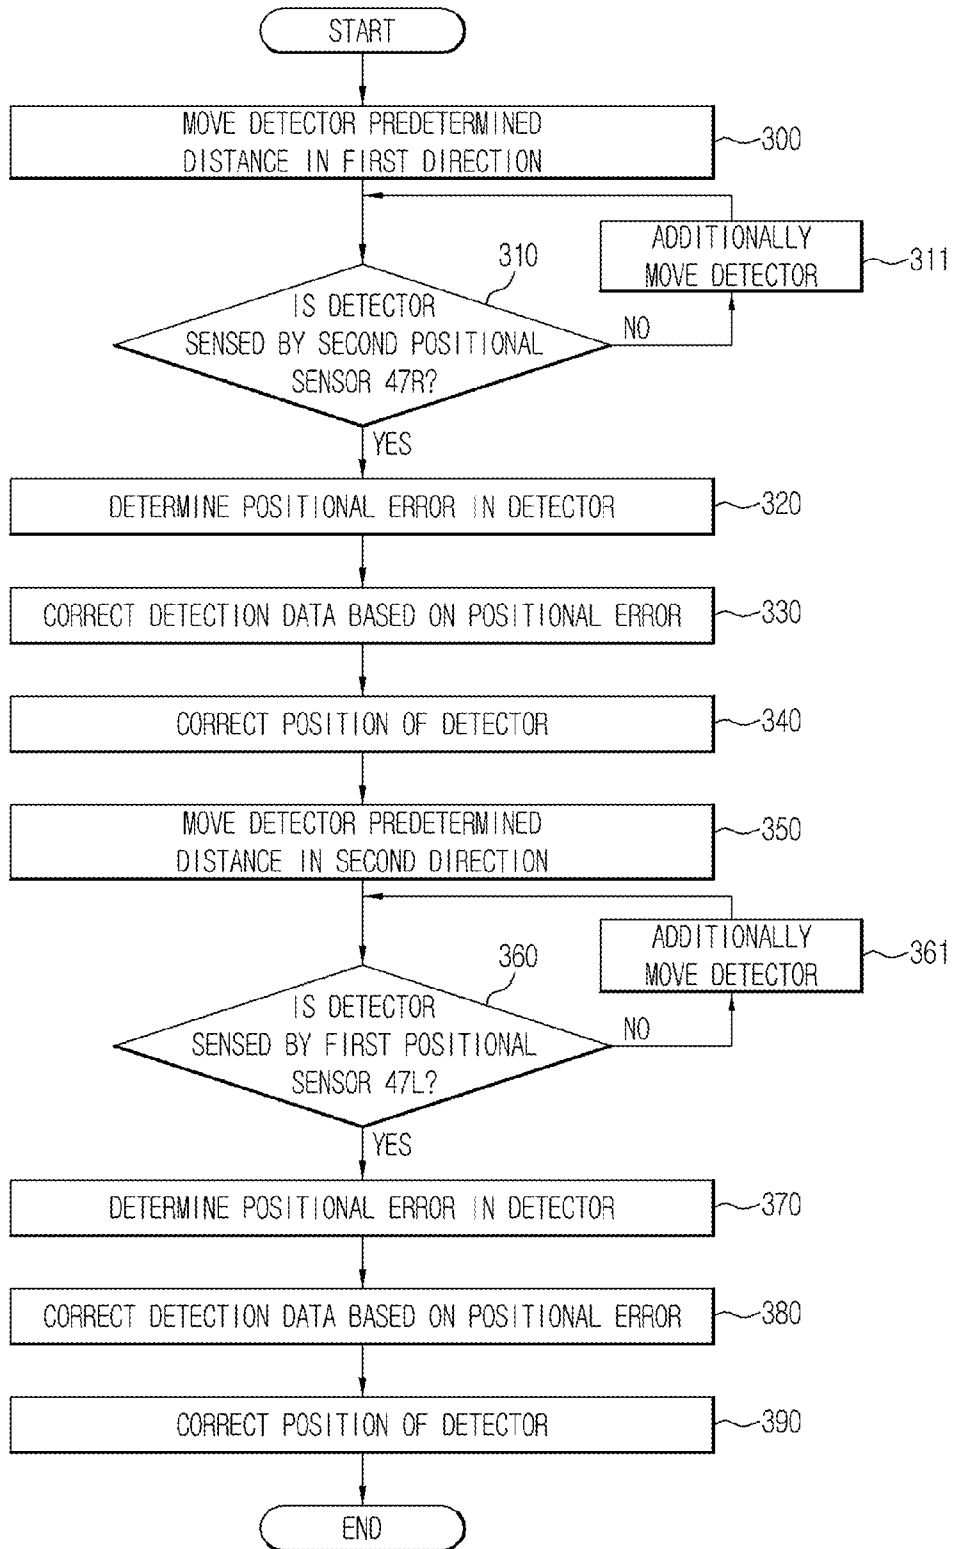 START
MOVE DETECTOR PREDETERMINED
DISTANCE IN FIRST DIRECTION
300
ADDITIONALLY
MOVE DETECTOR
311
310
IS DETECTOR
SENSED BY SECOND POSITIONAL
SENSOR 47R?
NO
YES
DETERMINE POSITIONAL ERROR IN DETECTOR
320
CORRECT DETECTION DATA BASED ON POSITIONAL ERROR
330
CORRECT POSITION OF DETECTOR
340
MOVE DETECTOR PREDETERMINED
DISTANCE IN SECOND DIRECTION
350
ADDITIONALLY
MOVE DETECTOR
361
360
IS DETECTOR
SENSED BY FIRST POSITIONAL
SENSOR 47L?
NO
YES
DETERMINE POSITIONAL ERROR IN DETECTOR
370
CORRECT DETECTION DATA BASED ON POSITIONAL ERROR
380
CORRECT POSITION OF DETECTOR
390
END